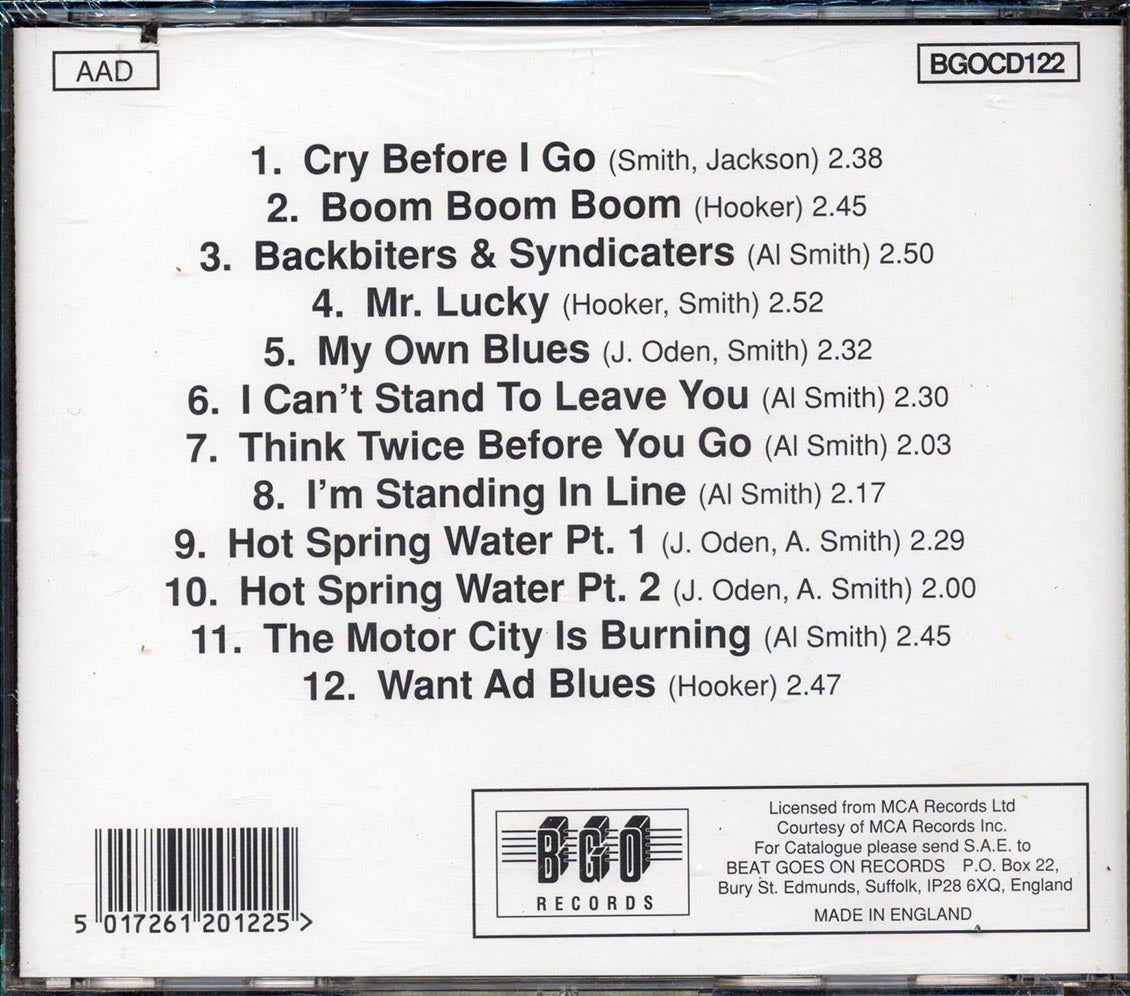 AAD
BGOCD122
1. Cry Before I Go (Smith, Jackson) 2.38
2. Boom Boom Boom (Hooker) 2.45
3. Backbiters & Syndicaters (Al Smith) 2.50
4. Mr. Lucky (Hooker, Smith) 2.52
5. My Own Blues (J. Oden, Smith) 2.32
6. I Can't Stand To Leave You (Al Smith) 2.30
7. Think Twice Before You Go (Al Smith) 2.03
8. I'm Standing In Line (Al Smith) 2.17
9. Hot Spring Water Pt. 1 (J. Oden, A. Smith) 2.29
10. Hot Spring Water Pt. 2 (J. Oden, A. Smith) 2.00
11. The Motor City Is Burning (Al Smith) 2.45
12. Want Ad Blues (Hooker) 2.47
5 017261 201225 >
BGO
RECORDS
Licensed from MCA Records Ltd
Courtesy of MCA Records Inc.
For Catalogue please send S.A.E. to
BEAT GOES ON RECORDS P.O. Box 22,
Bury St. Edmunds, Suffolk, IP28 6XQ, England
MADE IN ENGLAND